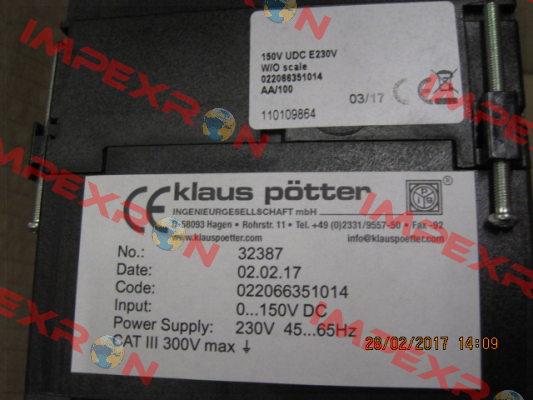 150V UDC E230V
W/O scale
022066351014
AA/100
03/17
110109864
klaus pötter
INGENIEURGESELLSCHAFT mbH
D-58093 Hagen • Rohrstr. 11 • Tel. +49 (0)2331/9557-50 • Fax -92
www.klauspoetter.com info@klauspoetter.com
No.: 32387
Date: 02.02.17
Code: 022066351014
Input: 0...150V DC
Power Supply: 230V 45...65Hz
CAT III 300V max
28/02/2017 14:09
IMPEXRON